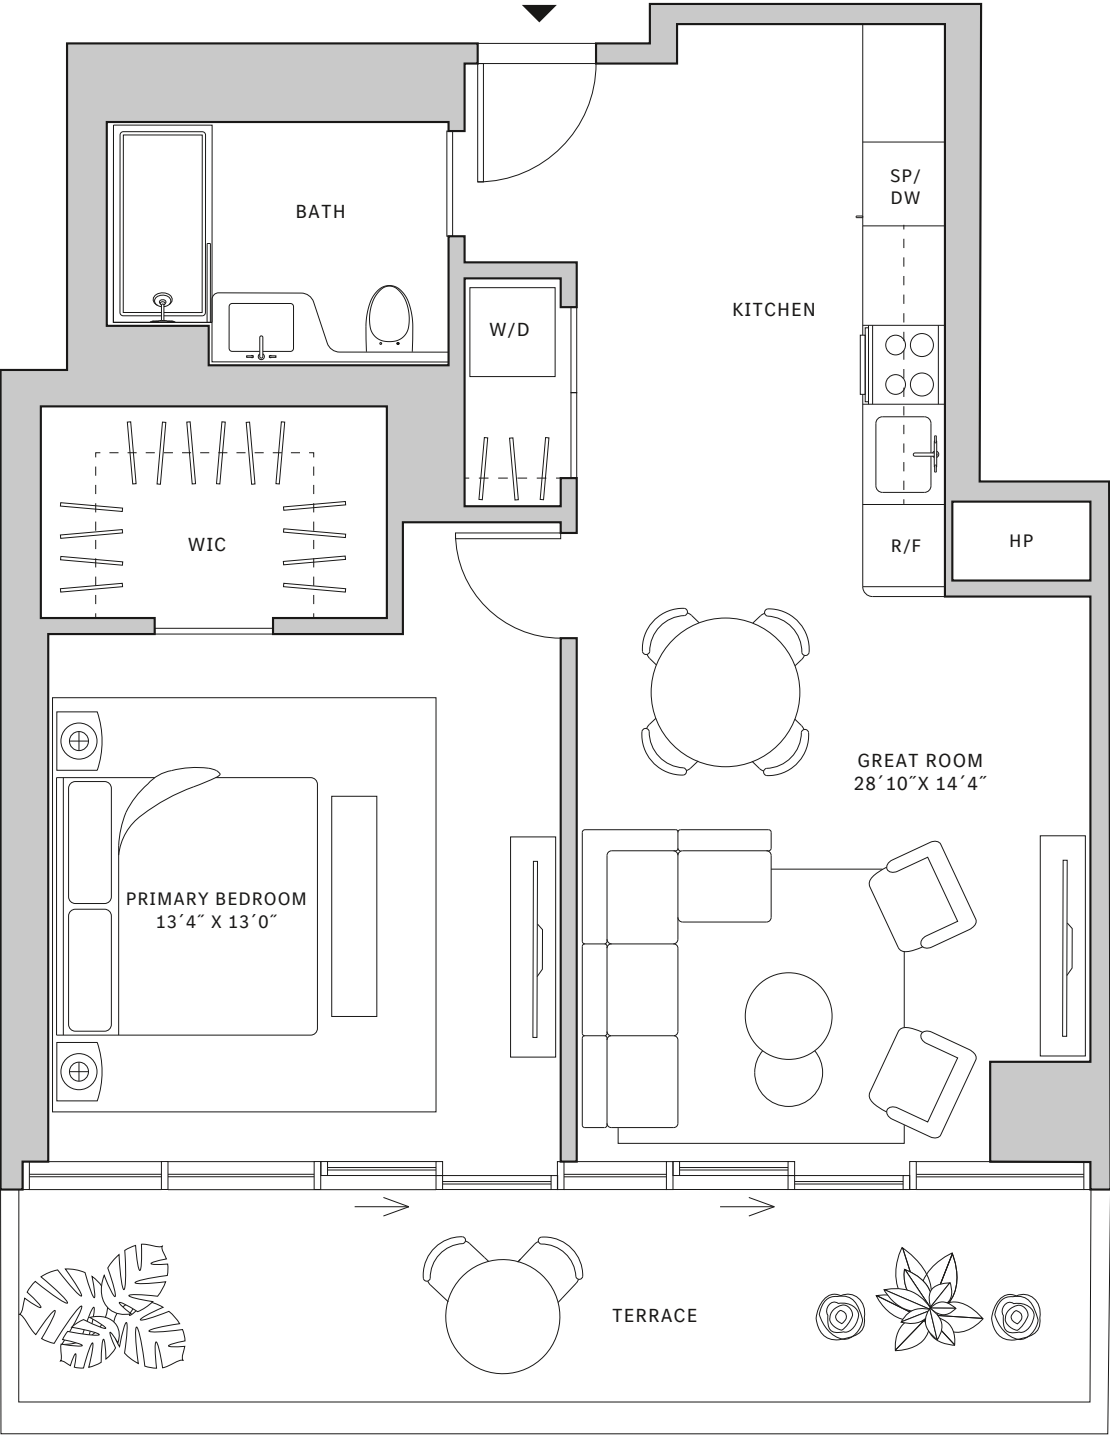 SP/
DW
BATH
KITCHEN
W/D
WIC
R/F
HP
GREAT ROOM
28´10˝X 14´4˝
PRIMARY BEDROOM
13´4˝ X 13´0˝
TERRACE